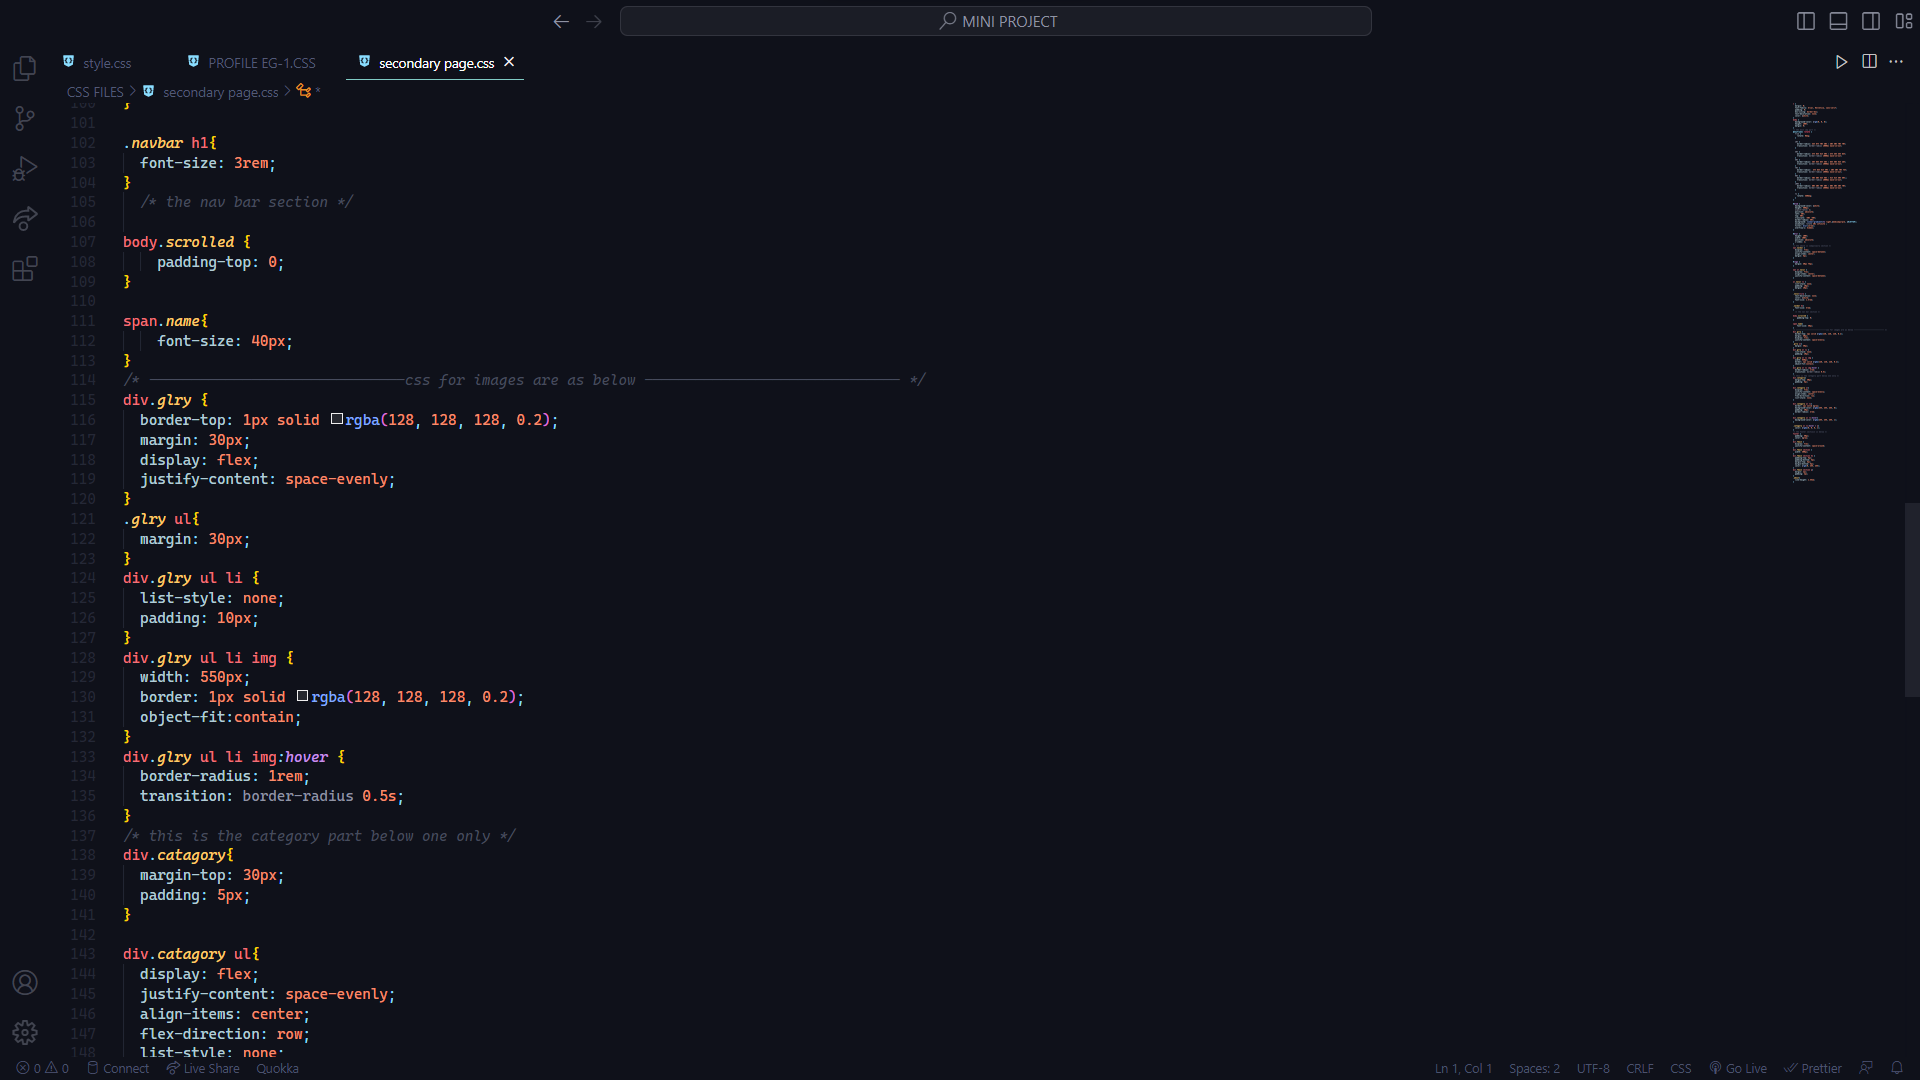 MINI PROJECT
style.css
PROFILE EG-1.CSS
secondary page.css
CSS FILES > secondary page.css > *
100 }
101
102 .navbar h1{
103 font-size: 3rem;
104 }
105 /* the nav bar section */
106
107 body.scrolled {
108 padding-top: 0;
109 }
110
111 span.name{
112 font-size: 40px;
113 }
114 /* ------------------------------css for images are as below ------------------------------ */
115 div.glry {
116 border-top: 1px solid rgba(128, 128, 128, 0.2);
117 margin: 30px;
118 display: flex;
119 justify-content: space-evenly;
120 }
121 .glry ul{
122 margin: 30px;
123 }
124 div.glry ul li {
125 list-style: none;
126 padding: 10px;
127 }
128 div.glry ul li img {
129 width: 550px;
130 border: 1px solid rgba(128, 128, 128, 0.2);
131 object-fit:contain;
132 }
133 div.glry ul li img:hover {
134 border-radius: 1rem;
135 transition: border-radius 0.5s;
136 }
137 /* this is the category part below one only */
138 div.catagory{
139 margin-top: 30px;
140 padding: 5px;
141 }
142
143 div.catagory ul{
144 display: flex;
145 justify-content: space-evenly;
146 align-items: center;
147 flex-direction: row;
148 list-style: none;
0 0 Connect Live Share Quokka
Ln 1, Col 1 Spaces: 2 UTF-8 CRLF CSS Go Live Prettier